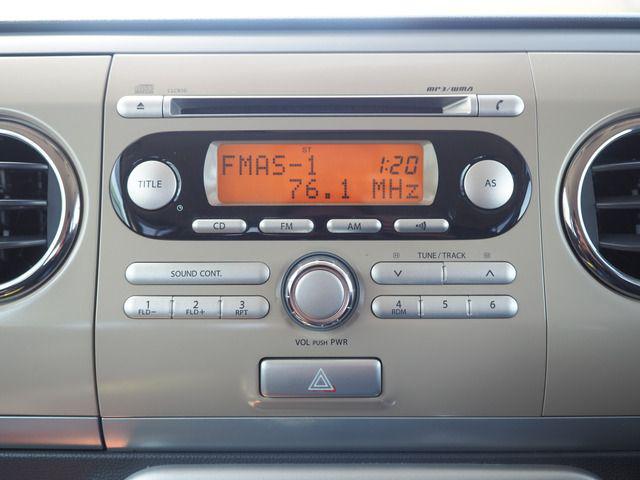 MP3/WMA
ST
FMAS-1 1:20
76.1 MHz
TITLE
AS
CD FM AM
SOUND CONT.
TUNE/TRACK
1 2 3 4 5 6
FLD- FLD+ RPT RDM
VOL PUSH PWR